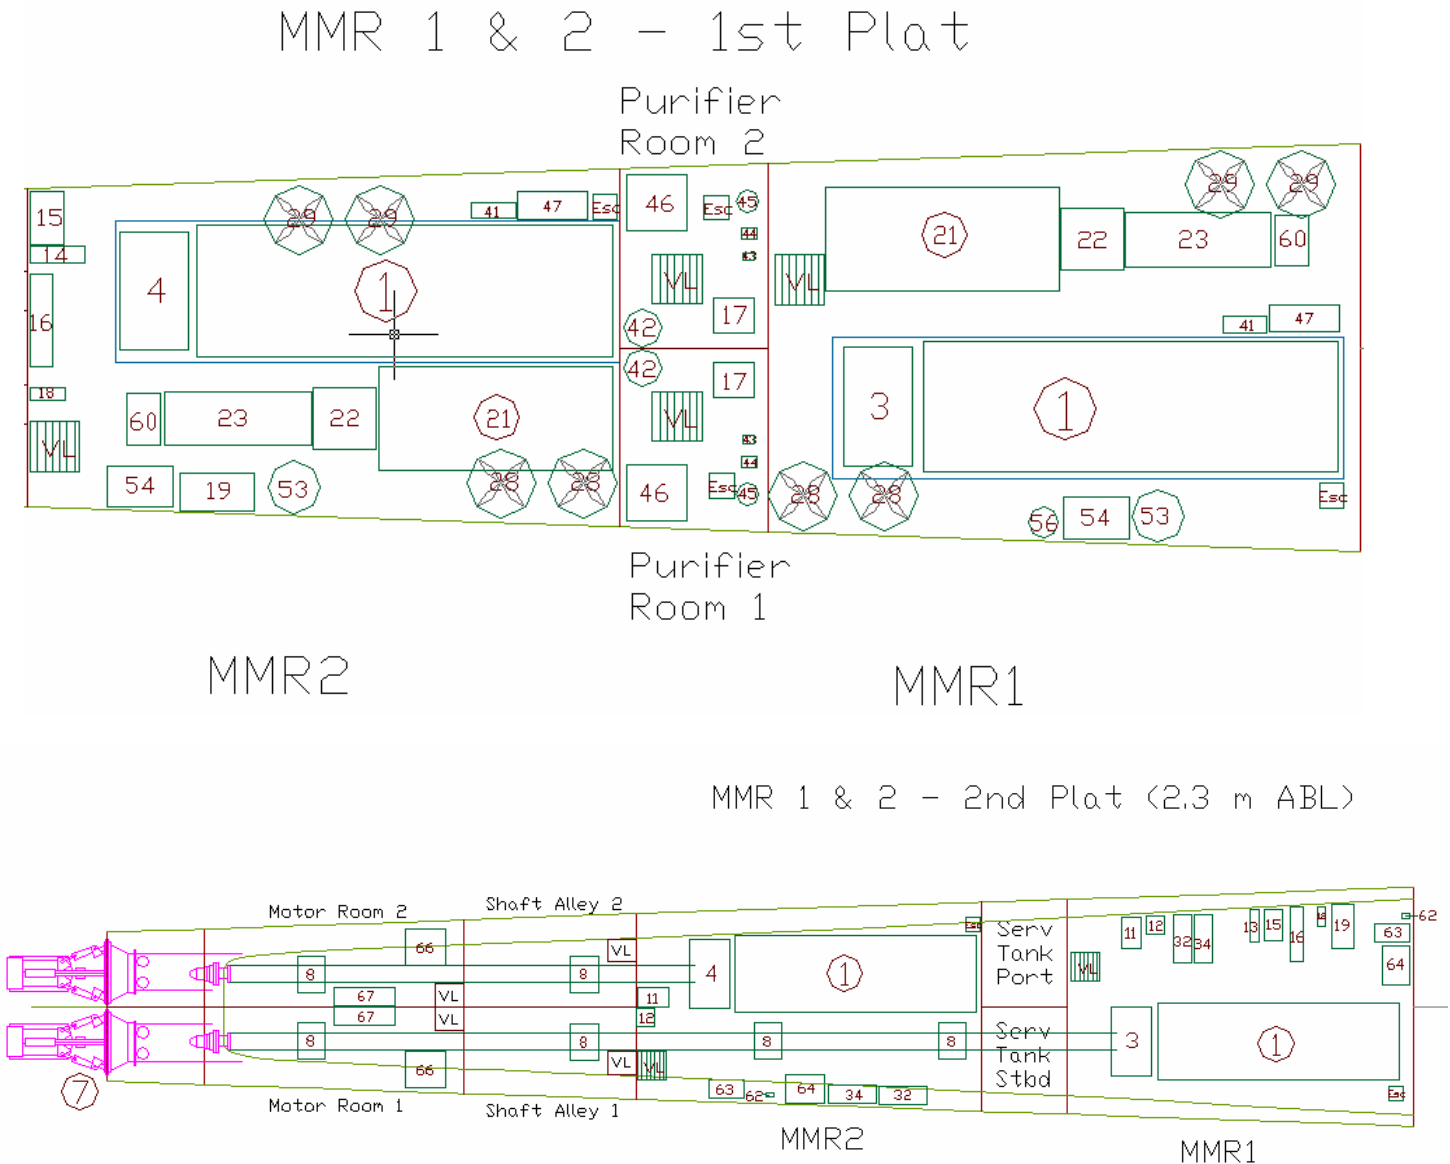 MMR 1 & 2 - 1st Plat
Purifier
Room 2
15
14
16
18
VL
4
1
29
29
41
47
Esc
60
23
22
21
54
19
53
28
28
46
Esc
45
44
43
VL
17
42
42
17
VL
43
44
46
Esc
45
VL
21
22
23
29
29
60
41
47
3
1
28
28
56
54
53
Esc
Purifier
Room 1
MMR2
MMR1
MMR 1 & 2 - 2nd Plat (2.3 m ABL)
Motor Room 2
Shaft Alley 2
66
VL
8
8
67
VL
67
VL
8
8
66
VL
7
Motor Room 1
Shaft Alley 1
11
12
VL
4
1
8
8
63
62
64
34
32
MMR2
Serv
Tank
Port
Serv
Tank
Stbd
VL
11
12
32
34
13
15
16
19
62
63
64
3
1
Esc
MMR1